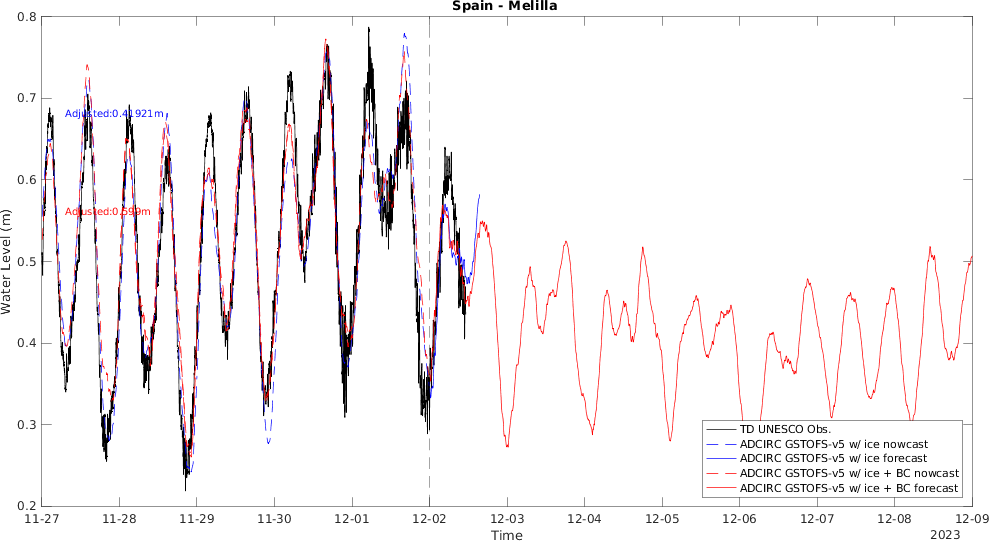 Spain - Melilla
0.8
0.7
0.6
0.5
0.4
0.3
0.2
Water Level (m)
Adjusted:0.41921m
Adjusted:0.599m
TD UNESCO Obs.
ADCIRC GSTOFS-v5 w/ ice nowcast
ADCIRC GSTOFS-v5 w/ ice forecast
ADCIRC GSTOFS-v5 w/ ice + BC nowcast
ADCIRC GSTOFS-v5 w/ ice + BC forecast
11-27 11-28 11-29 11-30 12-01 12-02 12-03 12-04 12-05 12-06 12-07 12-08 12-09
Time
2023